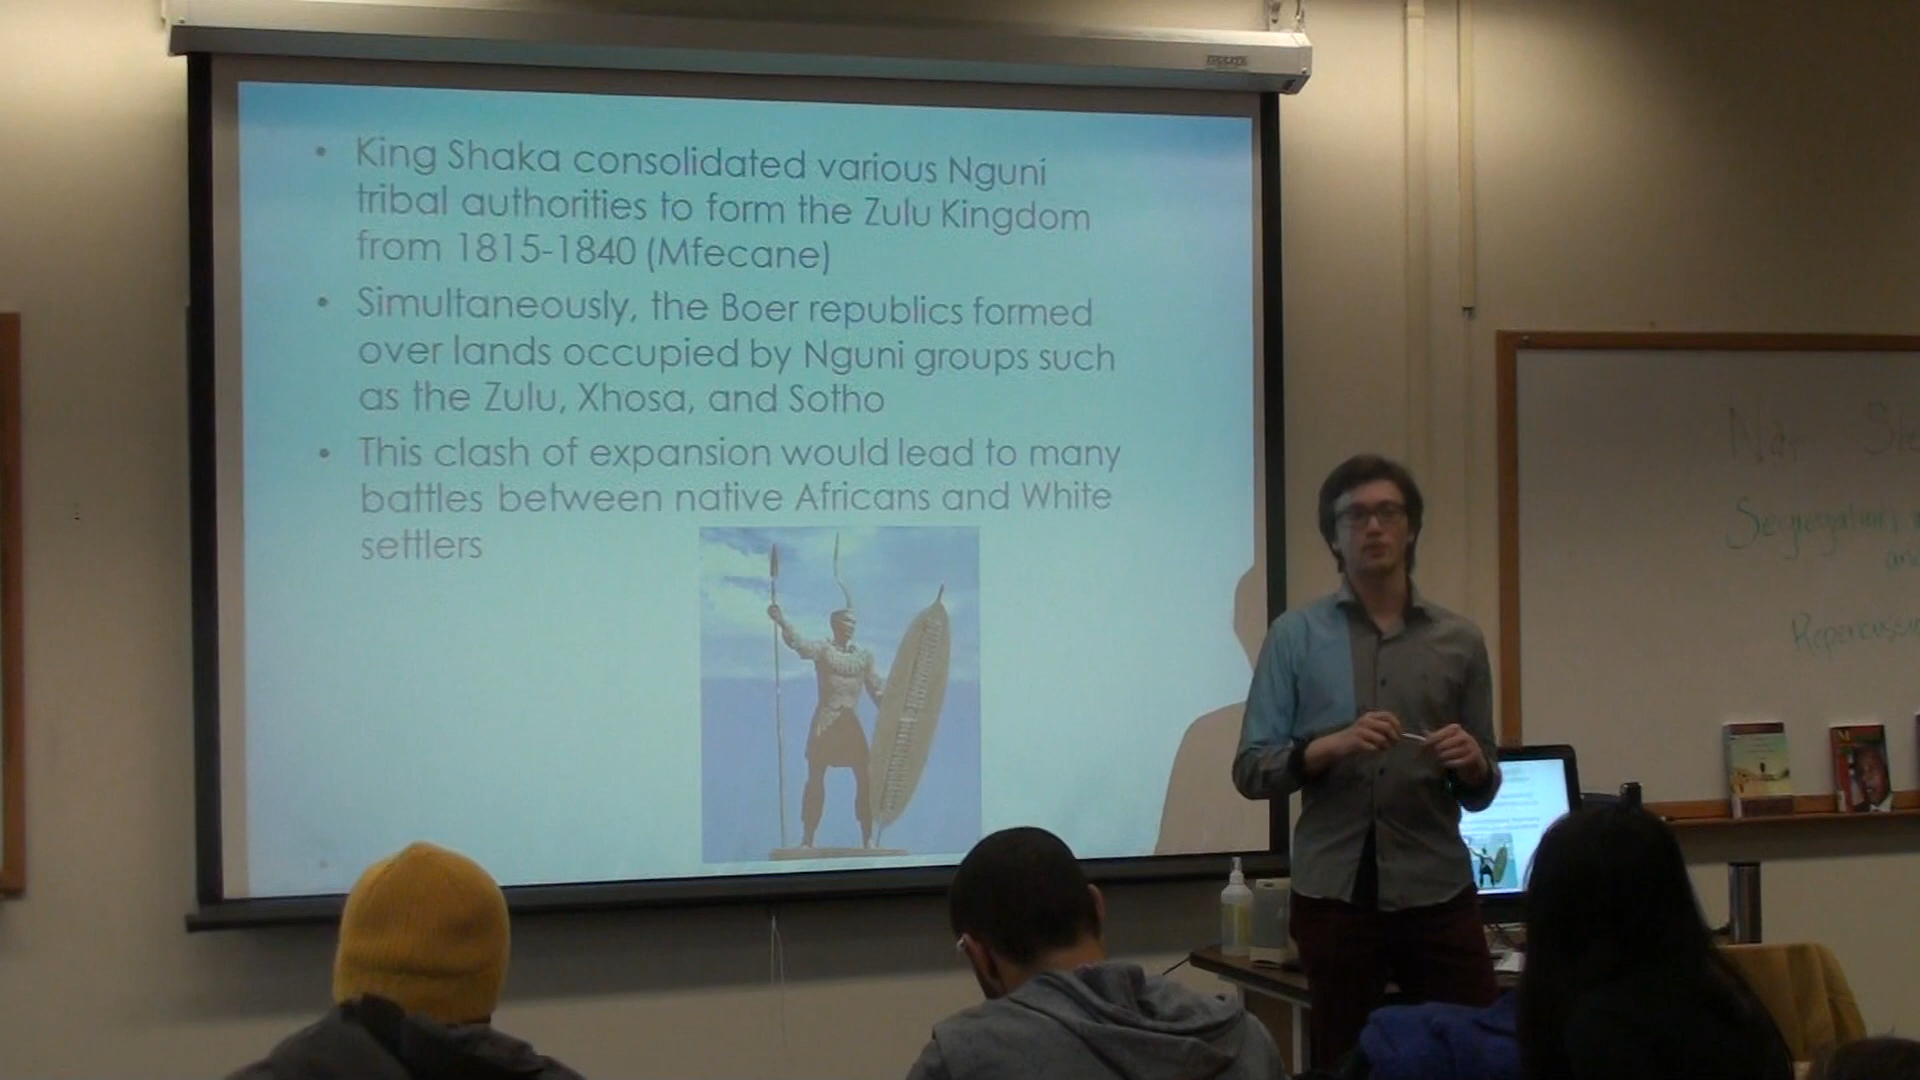 • King Shaka consolidated various Nguni
tribal authorities to form the Zulu Kingdom
from 1815-1840 (Mfecane)
• Simultaneously, the Boer republics formed
over lands occupied by Nguni groups such
as the Zulu, Xhosa, and Sotho
• This clash of expansion would lead to many
battles between native Africans and White
settlers
Segregation